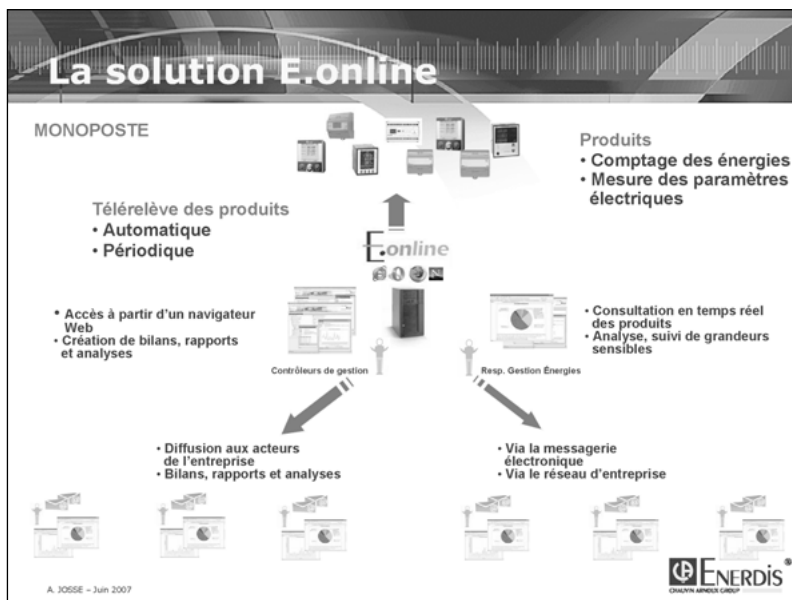 La solution E.online
MONOPOSTE
Produits
• Comptage des énergies
• Mesure des paramètres
électriques
Télérelève des produits
• Automatique
• Périodique
E.online
• Accès à partir d'un navigateur
Web
• Création de bilans, rapports
et analyses
• Consultation en temps réel
des produits
• Analyse, suivi de grandeurs
sensibles
Contrôleurs de gestion
Resp. Gestion Énergies
• Diffusion aux acteurs
de l'entreprise
• Bilans, rapports et analyses
• Via la messagerie
électronique
• Via le réseau d'entreprise
A. JOSSE – Juin 2007
ENERDIS®
CHAUVIN ARNOUX GROUP